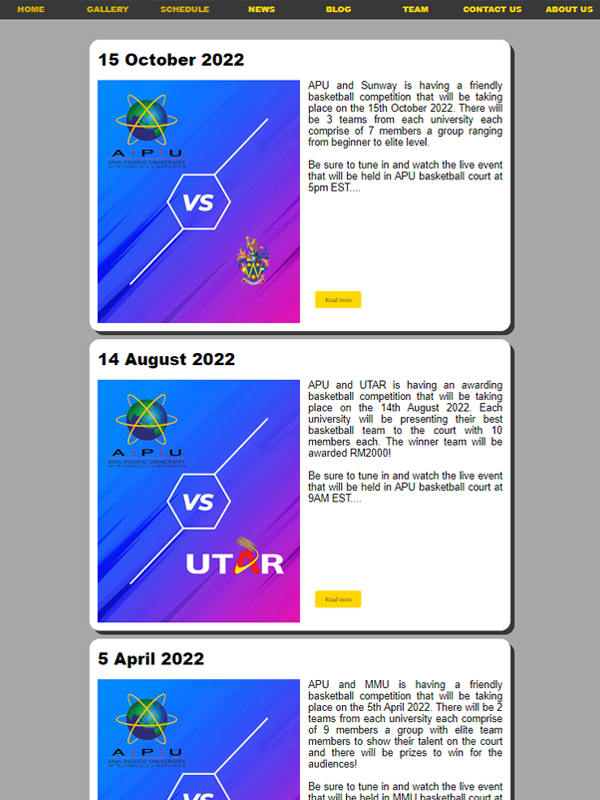 HOME GALLERY SCHEDULE NEWS BLOG TEAM CONTACT US ABOUT US
15 October 2022
A·P·U
ASIA PACIFIC UNIVERSITY
OF TECHNOLOGY & INNOVATION
VS
APU and Sunway is having a friendly
basketball competition that will be taking
place on the 15th October 2022. There will
be 3 teams from each university each
comprise of 7 members a group ranging
from beginner to elite level.
Be sure to tune in and watch the live event
that will be held in APU basketball court at
5pm EST....
Read more
14 August 2022
A·P·U
ASIA PACIFIC UNIVERSITY
OF TECHNOLOGY & INNOVATION
VS
UTAR
APU and UTAR is having an awarding
basketball competition that will be taking
place on the 14th August 2022. Each
university will be presenting their best
basketball team to the court with 10
members each. The winner team will be
awarded RM2000!
Be sure to tune in and watch the live event
that will be held in APU basketball court at
9AM EST....
Read more
5 April 2022
A·P·U
ASIA PACIFIC UNIVERSITY
OF TECHNOLOGY & INNOVATION
VS
APU and MMU is having a friendly
basketball competition that will be taking
place on the 5th April 2022. There will be 2
teams from each university each comprise
of 9 members a group with elite team
members to show their talent on the court
and there will be prizes to win for the
audiences!
Be sure to tune in and watch the live event
that will be held in MMU basketball court at